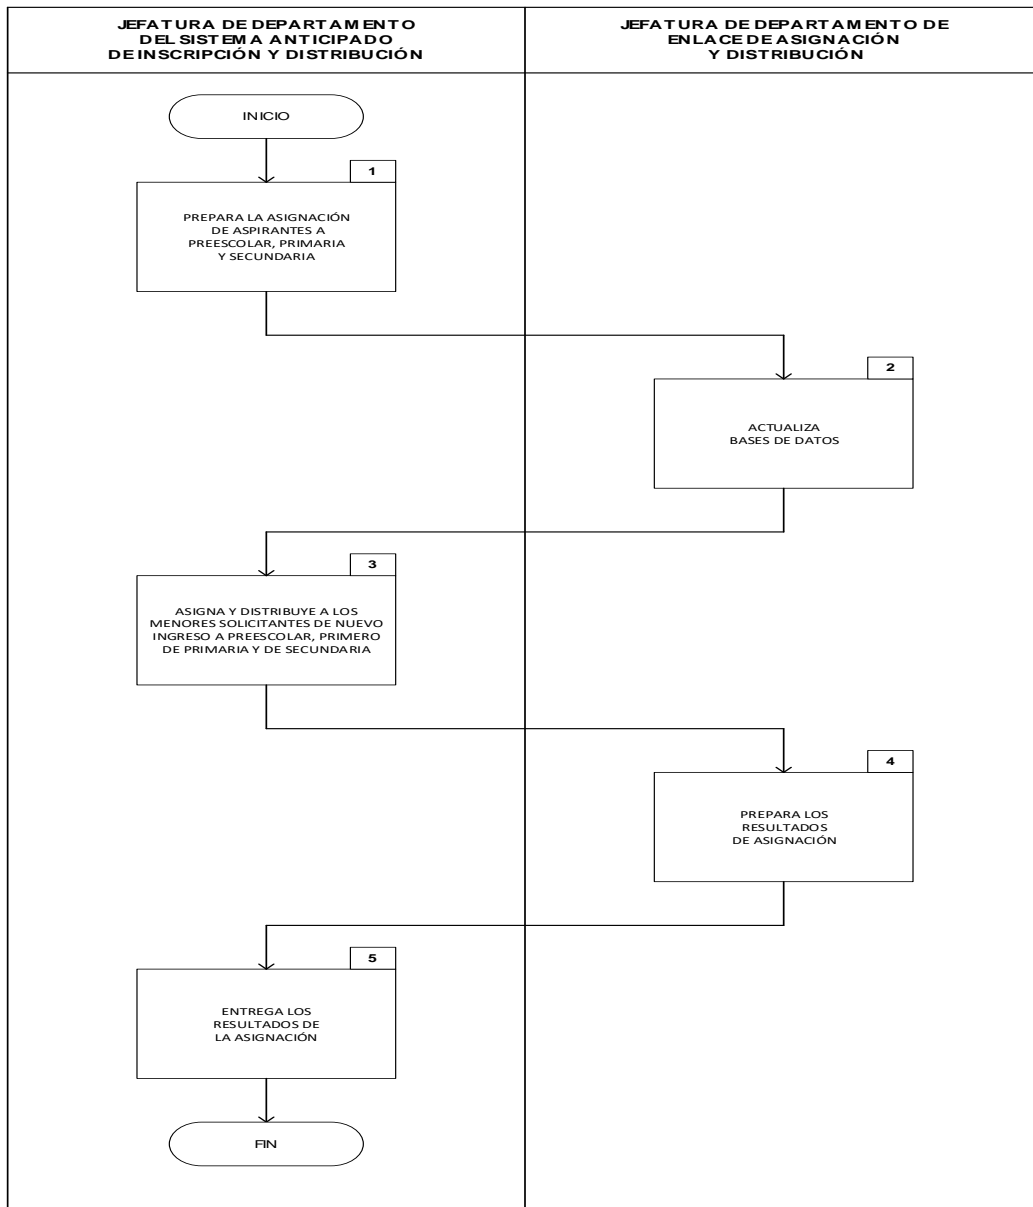 JEFATURA DE DEPARTAMENTO
DEL SISTEMA ANTICIPADO
DE INSCRIPCIÓN Y DISTRIBUCIÓN
JEFATURA DE DEPARTAMENTO DE
ENLACE DE ASIGNACIÓN
Y DISTRIBUCIÓN
INICIO
1
PREPARA LA ASIGNACIÓN
DE ASPIRANTES A
PREESCOLAR, PRIMARIA
Y SECUNDARIA
2
ACTUALIZA
BASES DE DATOS
3
ASIGNA Y DISTRIBUYE A LOS
MENORES SOLICITANTES DE NUEVO
INGRESO A PREESCOLAR, PRIMERO
DE PRIMARIA Y DE SECUNDARIA
4
PREPARA LOS
RESULTADOS
DE ASIGNACIÓN
5
ENTREGA LOS
RESULTADOS DE
LA ASIGNACIÓN
FIN